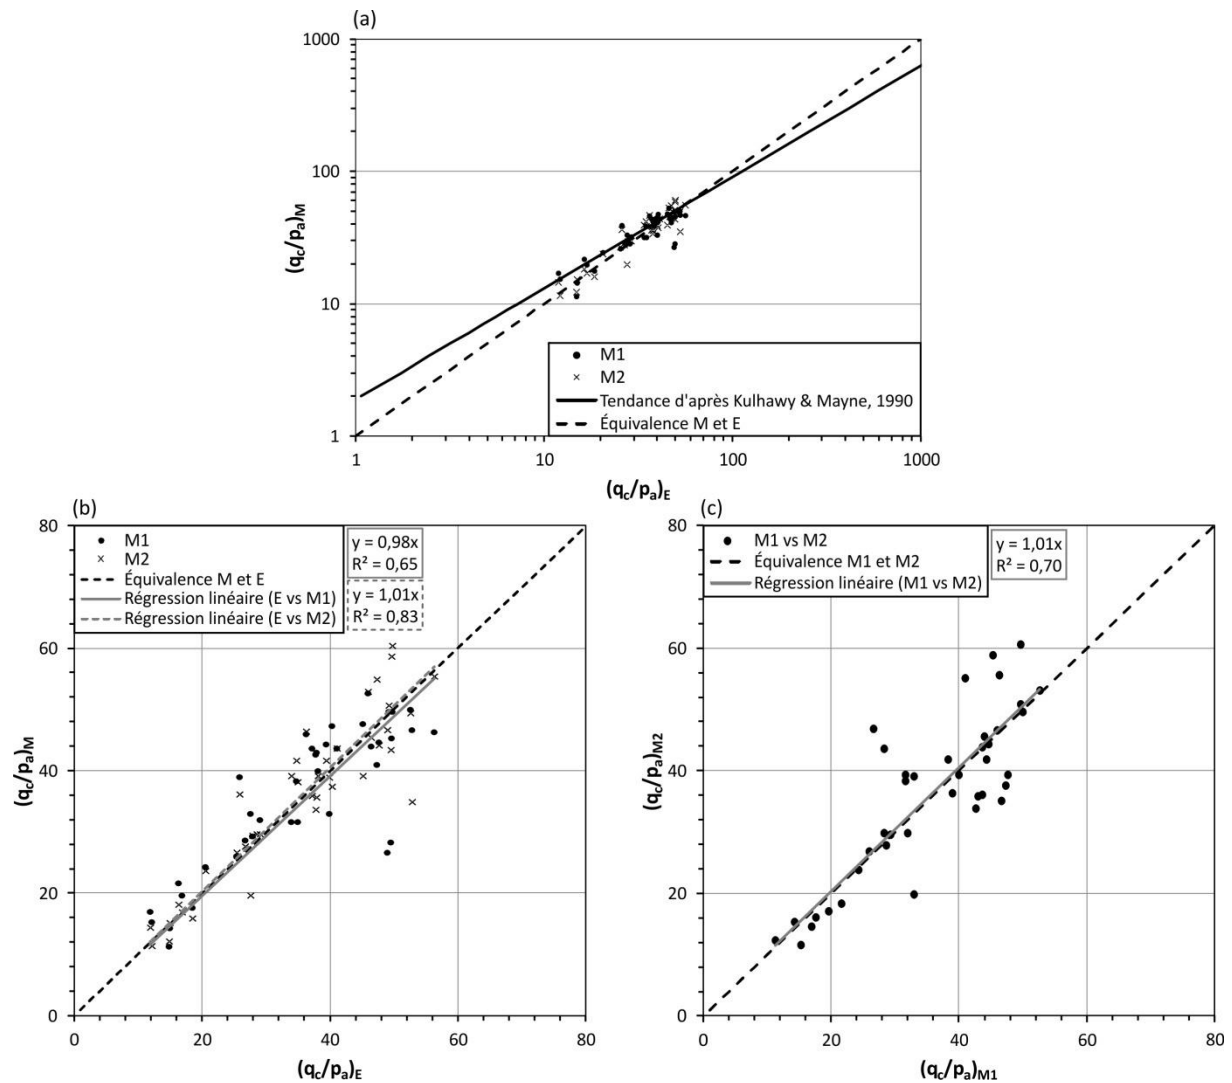 (a)
1000
100
10
1
(qc/pa)M
M1
M2
Tendance d'après Kulhawy & Mayne, 1990
Équivalence M et E
1 10 100 1000
(qc/pa)E
(b)
80
60
40
20
0
(qc/pa)M
M1
M2
Équivalence M et E
Régression linéaire (E vs M1)
Régression linéaire (E vs M2)
y = 0,98x
R² = 0,65
y = 1,01x
R² = 0,83
0 20 40 60 80
(qc/pa)E
(c)
80
60
40
20
0
(qc/pa)M2
M1 vs M2
Équivalence M1 et M2
Régression linéaire (M1 vs M2)
y = 1,01x
R² = 0,70
0 20 40 60 80
(qc/pa)M1